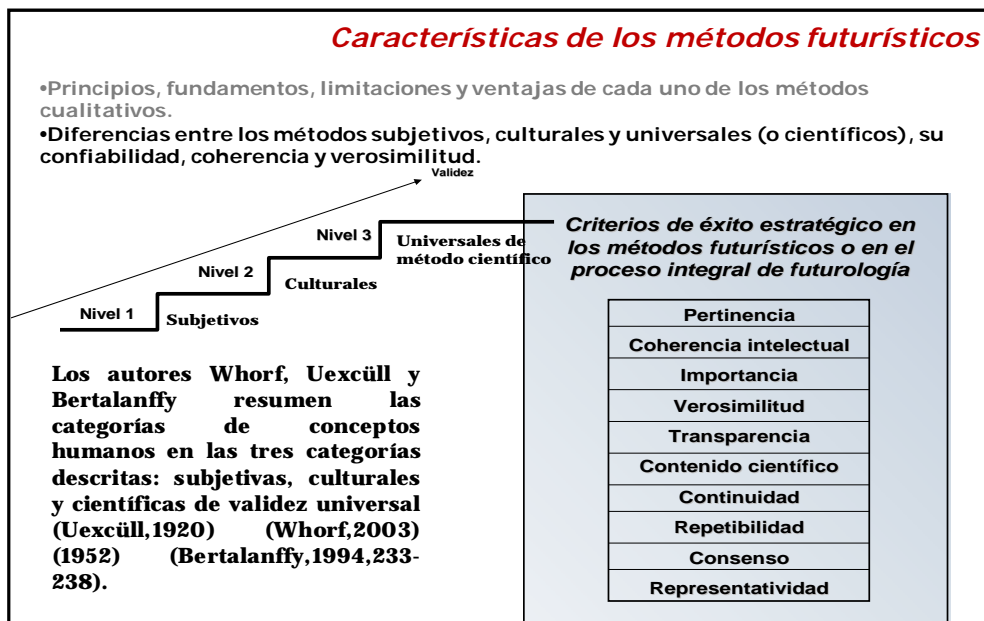 Características de los métodos futurísticos
•Principios, fundamentos, limitaciones y ventajas de cada uno de los métodos
cualitativos.
•Diferencias entre los métodos subjetivos, culturales y universales (o científicos), su
confiabilidad, coherencia y verosimilitud.
Validez
Nivel 3
Universales de
método científico
Nivel 2
Culturales
Nivel 1
Subjetivos
Los autores Whorf, Uexcüll y
Bertalanffy resumen las
categorías de conceptos
humanos en las tres categorías
descritas: subjetivas, culturales
y científicas de validez universal
(Uexcüll,1920) (Whorf,2003)
(1952) (Bertalanffy,1994,233-
238).
Criterios de éxito estratégico en
los métodos futurísticos o en el
proceso integral de futurología
Pertinencia
Coherencia intelectual
Importancia
Verosimilitud
Transparencia
Contenido científico
Continuidad
Repetibilidad
Consenso
Representatividad